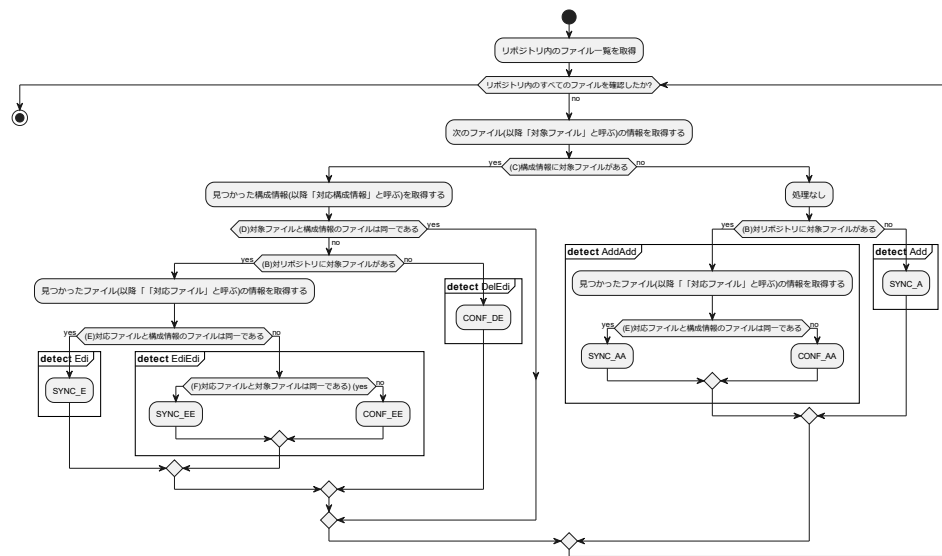 リポジトリ内のファイル一覧を取得
リポジトリ内のすべてのファイルを確認したか?
no
次のファイル(以降「対象ファイル」と呼ぶ)の情報を取得する
yes (C)構成情報に対象ファイルがある no
見つかった構成情報(以降「対応構成情報」と呼ぶ)を取得する
処理なし
(D)対象ファイルと構成情報のファイルは同一である yes
no
yes (B)対リポジトリに対象ファイルがある no
detect AddAdd
detect Add
yes (B)対リポジトリに対象ファイルがある no
見つかったファイル(以降「「対応ファイル」と呼ぶ)の情報を取得する
SYNC_A
見つかったファイル(以降「「対応ファイル」と呼ぶ)の情報を取得する
detect DelEdi
CONF_DE
yes (E)対応ファイルと構成情報のファイルは同一である no
yes (E)対応ファイルと構成情報のファイルは同一である no
detect Edi
detect EdiEdi
SYNC_AA
CONF_AA
SYNC_E
(F)対応ファイルと対象ファイルは同一である) (yes no
SYNC_EE
CONF_EE